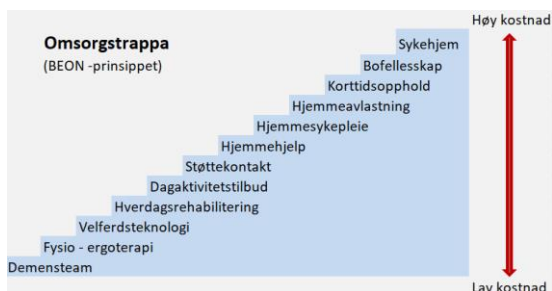 Høy kostnad
Omsorgstrappa
(BEON -prinsippet)
Sykehjem
Bofellesskap
Korttidsopphold
Hjemmeavlastning
Hjemmesykepleie
Hjemmehjelp
Støttekontakt
Dagaktivitetstilbud
Hverdagsrehabilitering
Velferdsteknologi
Fysio - ergoterapi
Demensteam
Lav kostnad